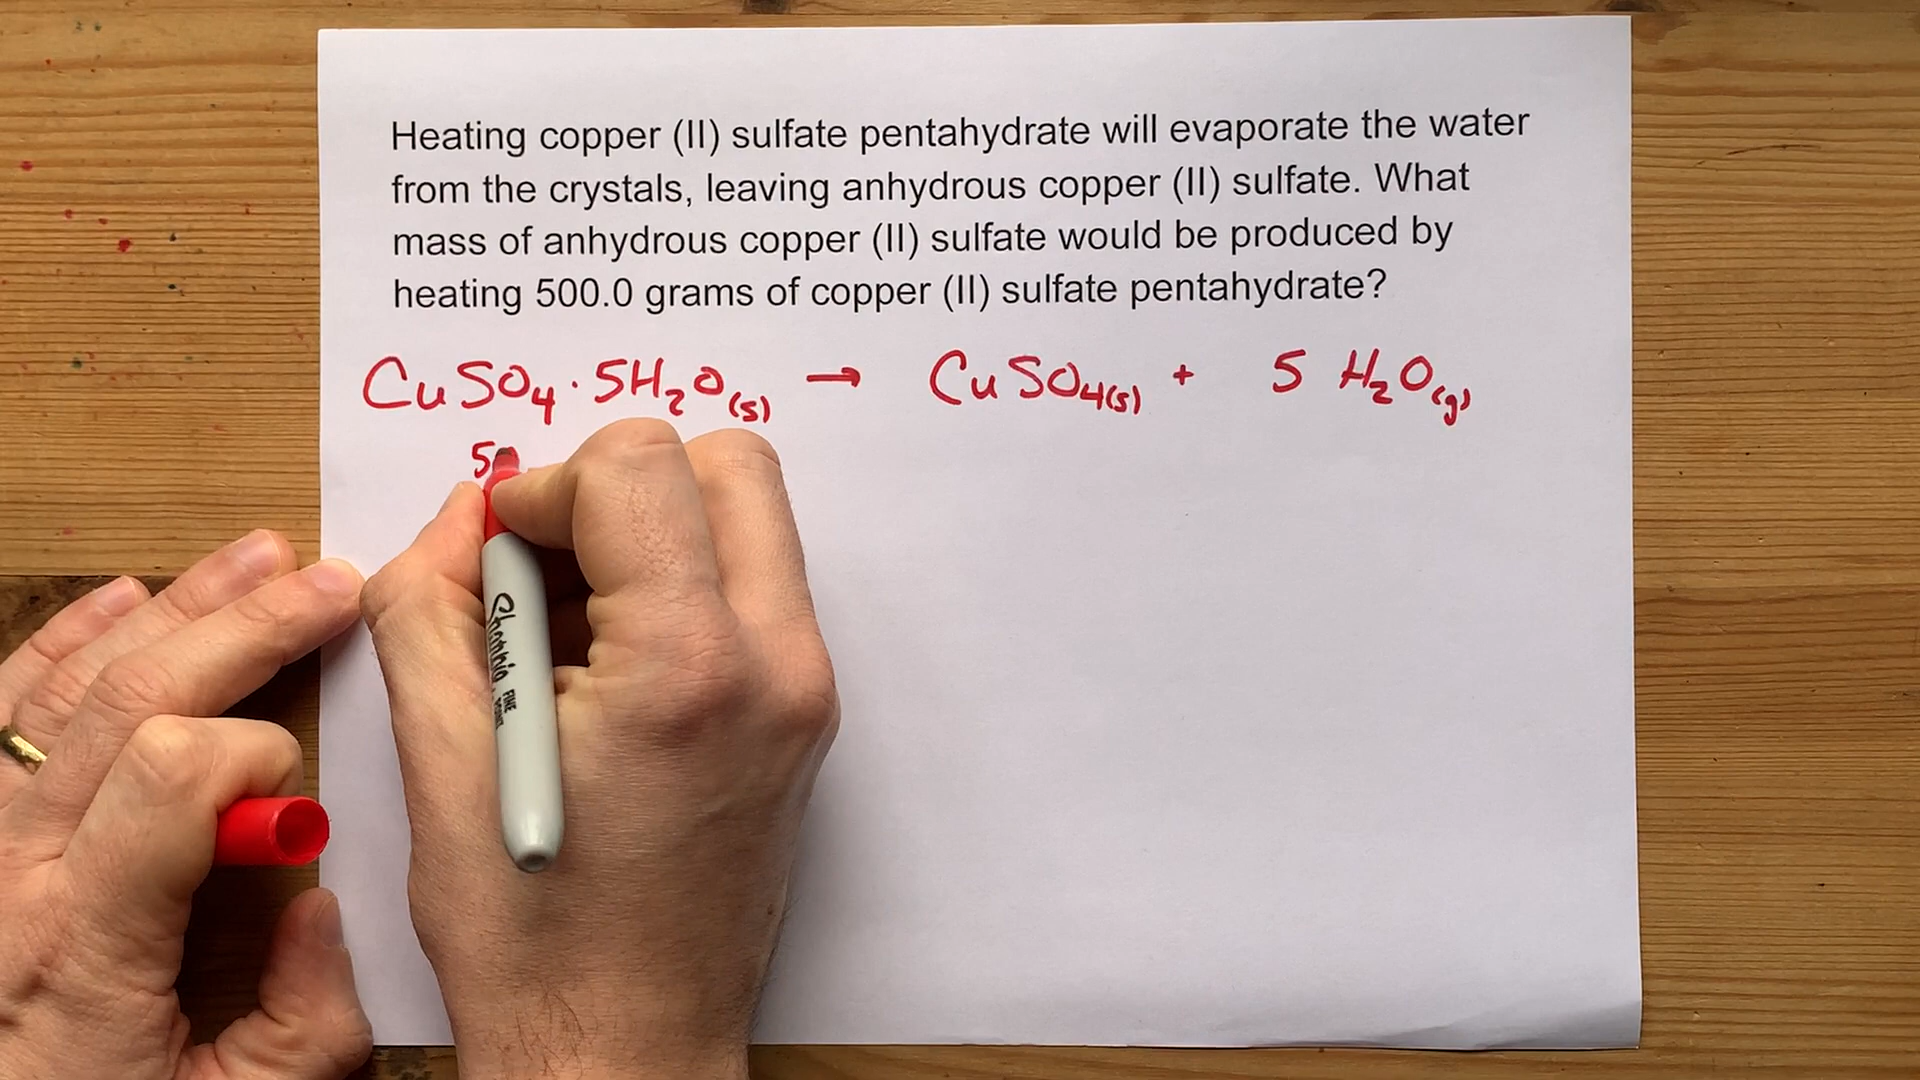 Heating copper (II) sulfate pentahydrate will evaporate the water
from the crystals, leaving anhydrous copper (II) sulfate. What
mass of anhydrous copper (II) sulfate would be produced by
heating 500.0 grams of copper (II) sulfate pentahydrate?
CuSO₄·5H₂O(s) → CuSO₄(s) + 5 H₂O(g)
5
Sharpie
FINE
POINT